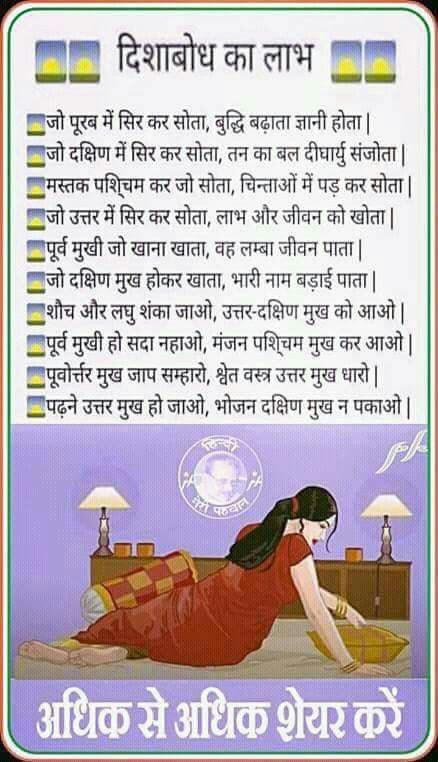 दिशाबोध का लाभ
जो पूरब में सिर कर सोता, बुद्धि बढ़ाता ज्ञानी होता|
जो दक्षिण में सिर कर सोता, तन का बल दीघार्यु संजोता|
मस्तक पश्चिम कर जो सोता, चिन्ताओं में पड़ कर सोता|
जो उत्तर में सिर कर सोता, लाभ और जीवन को खोता|
पूर्व मुखी जो खाना खाता, वह लम्बा जीवन पाता|
जो दक्षिण मुख होकर खाता, भारी नाम बड़ाई पाता|
शौच और लघु शंका जाओ, उत्तर-दक्षिण मुख को आओ|
पूर्व मुखी हो सदा नहाओ, मंजन पश्चिम मुख कर आओ|
पूवोर्त्तर मुख जाप सम्हारो, श्वेत वस्त्र उत्तर मुख धारो|
पढ़ने उत्तर मुख हो जाओ, भोजन दक्षिण मुख न पकाओ|
हिन्दी
मेरी पहचान
अधिक से अधिक शेयर करें